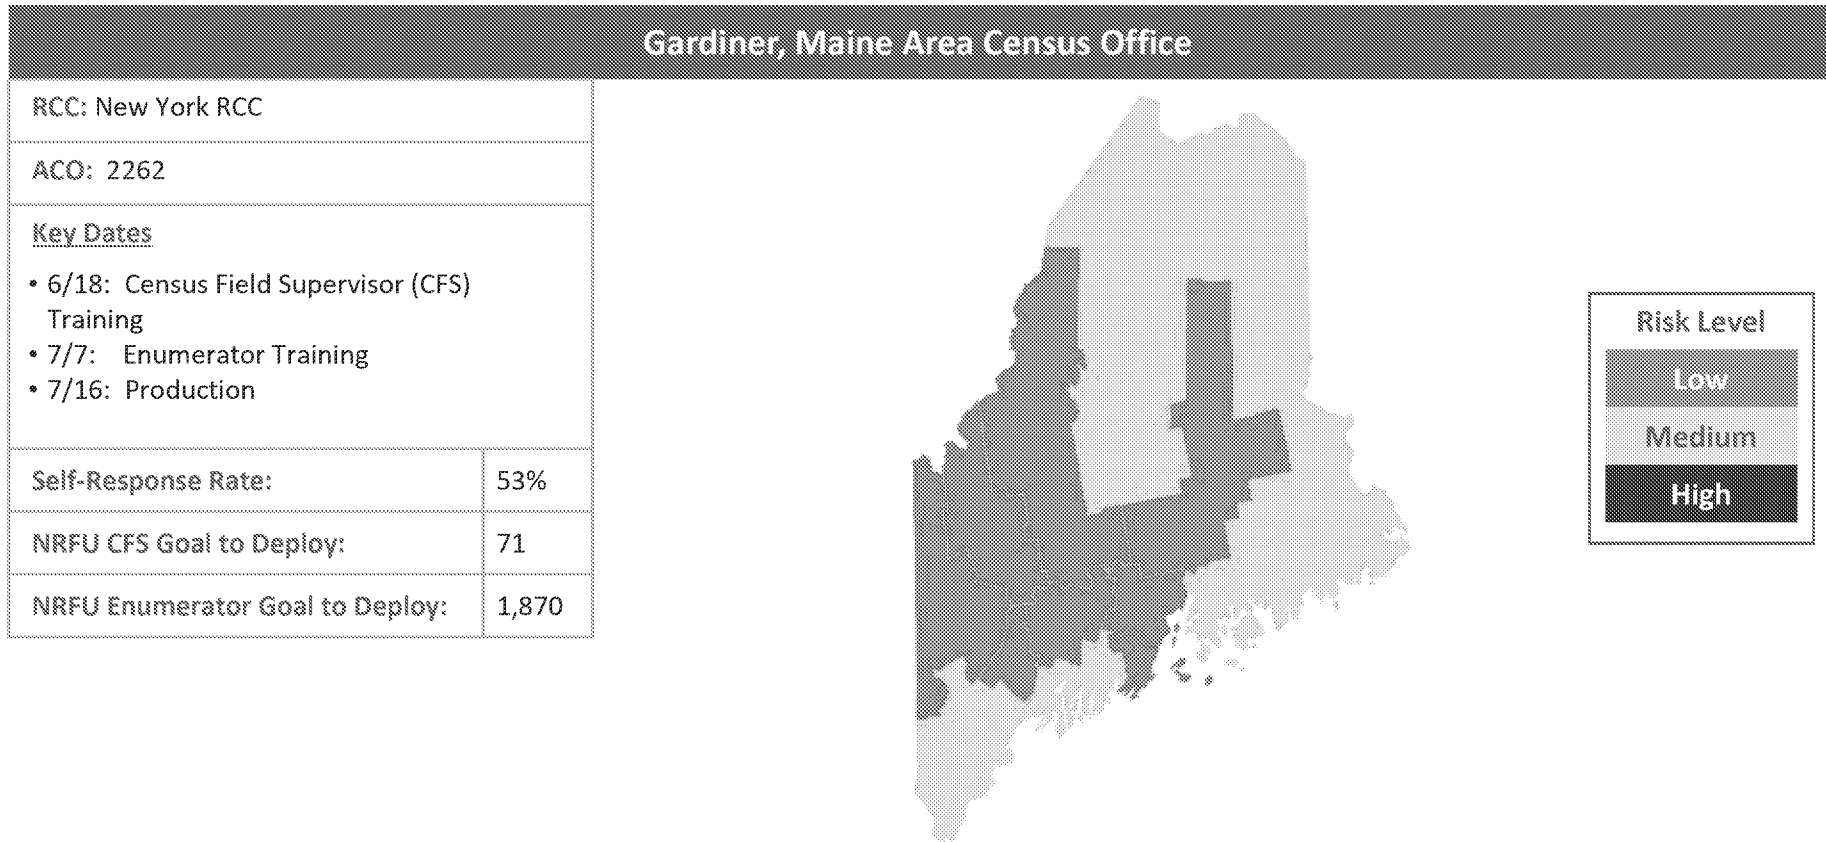 Gardiner, Maine Area Census Office
RCC: New York RCC
ACO: 2262
Key Dates
• 6/18: Census Field Supervisor (CFS)
Training
• 7/7: Enumerator Training
• 7/16: Production
Self-Response Rate: 53%
NRFU CFS Goal to Deploy: 71
NRFU Enumerator Goal to Deploy: 1,870
Risk Level
Low
Medium
High